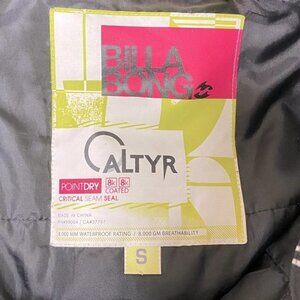 BILLA
BONG
CALTYR
POINTDRY
8K 8K
COATED
CRITICAL SEAM SEAL
MADE IN CHINA
8,000 MM WATERPROOF RATING / 8,000 GM BREATHABILITY
S